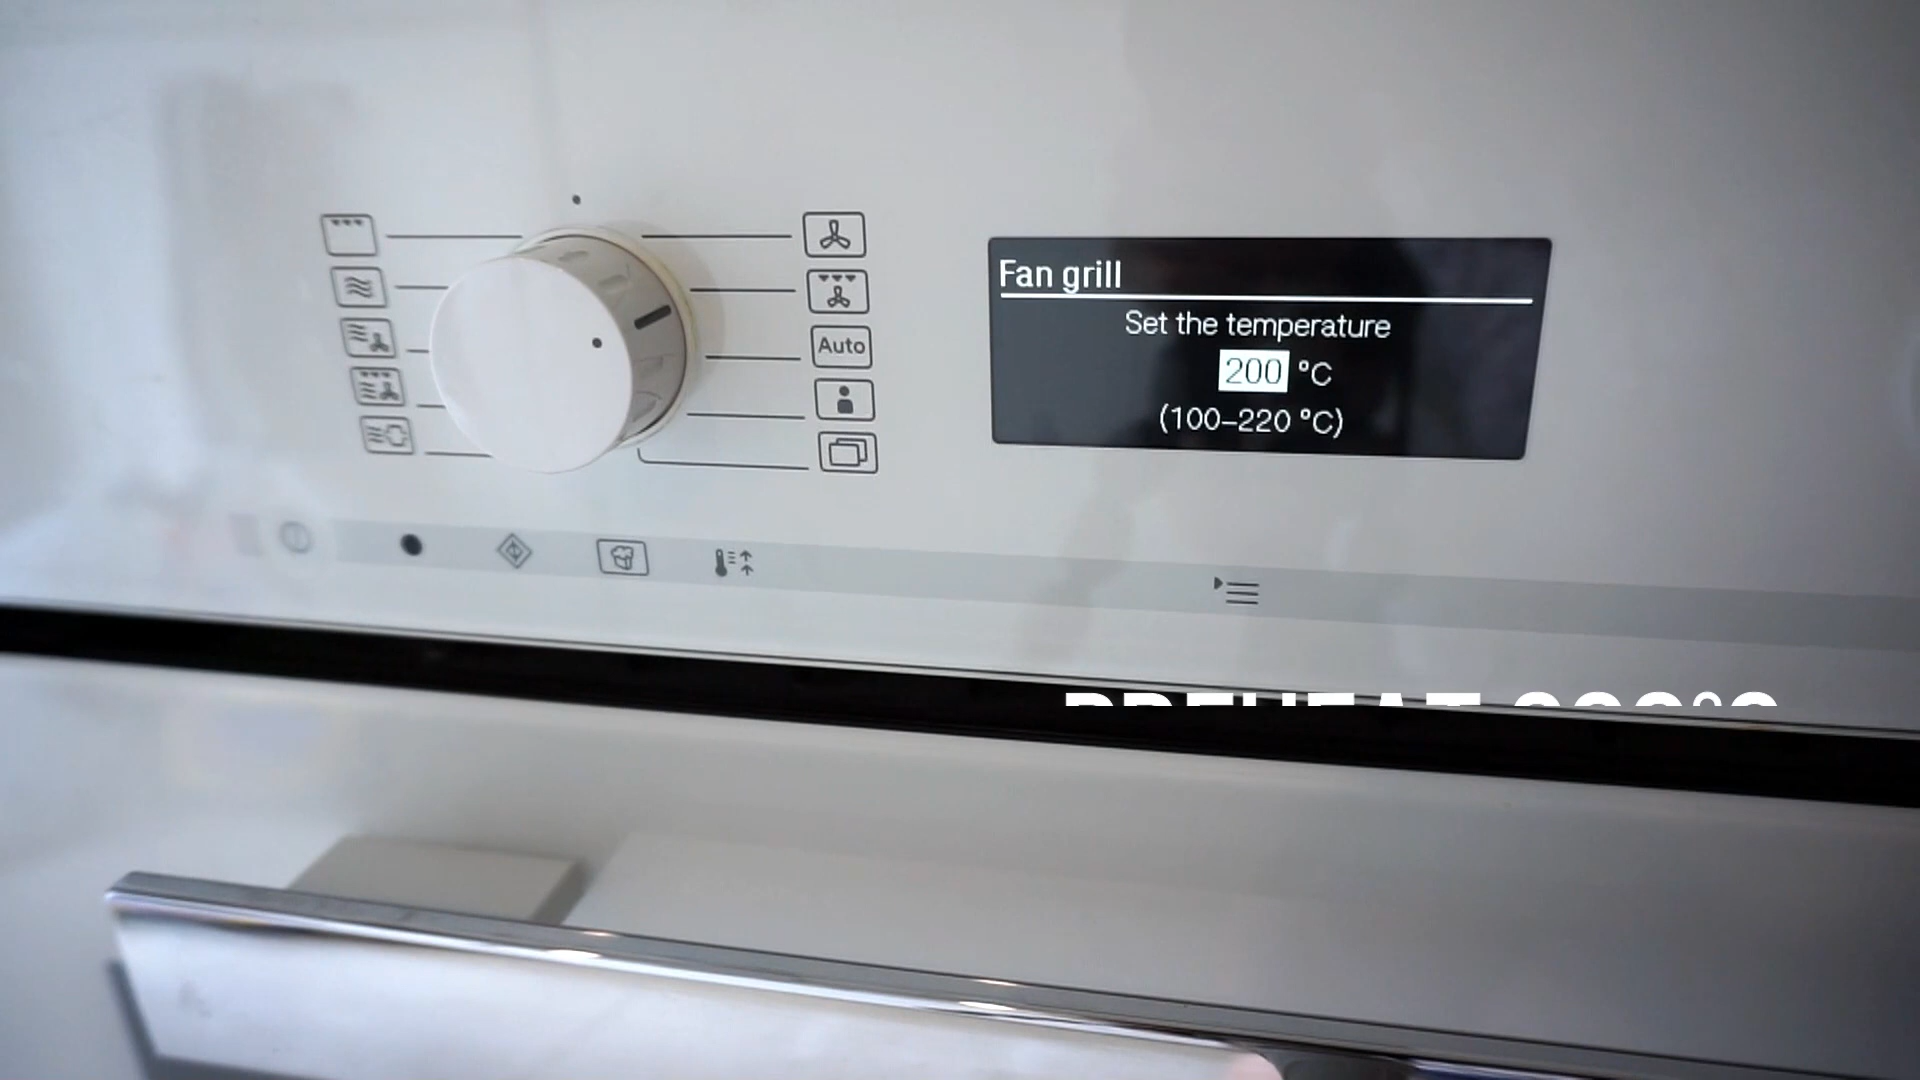 Fan grill
Set the temperature
200 °C
(100–220 °C)
Auto